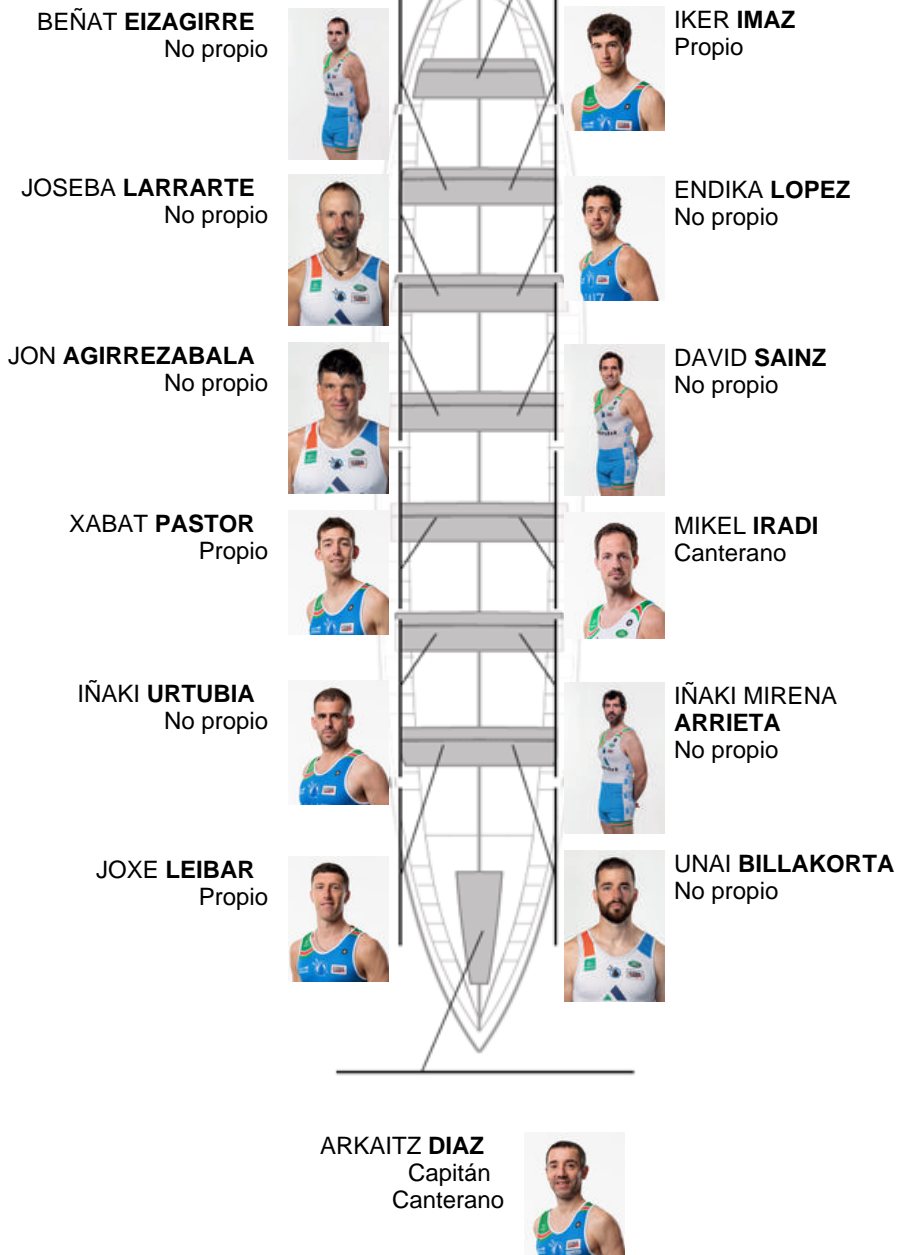 BEÑAT EIZAGIRRE
No propio
IKER IMAZ
Propio
JOSEBA LARRARTE
No propio
ENDIKA LOPEZ
No propio
JON AGIRREZABALA
No propio
DAVID SAINZ
No propio
XABAT PASTOR
Propio
MIKEL IRADI
Canterano
IÑAKI URTUBIA
No propio
IÑAKI MIRENA
ARRIETA
No propio
JOXE LEIBAR
Propio
UNAI BILLAKORTA
No propio
ARKAITZ DIAZ
Capitán
Canterano